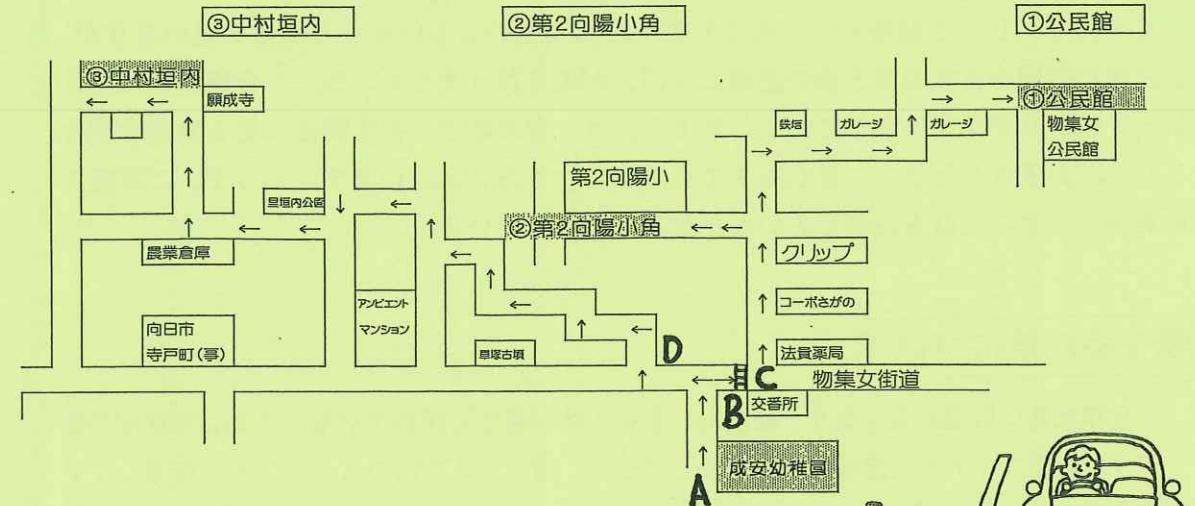 ③中村垣内
②第2向陽小角
①公民館
③中村垣内
願成寺
鉄塔
ガレージ
ガレージ
①公民館
物集女
公民館
第2向陽小
旦垣内公園
②第2向陽小角
農業倉庫
クリップ
アンビエント
マンション
コーポさがの
向日市
寺戸町(亭)
旦塚古墳
D
法貴薬局
C
物集女街道
B
交番所
成安幼稚園
A